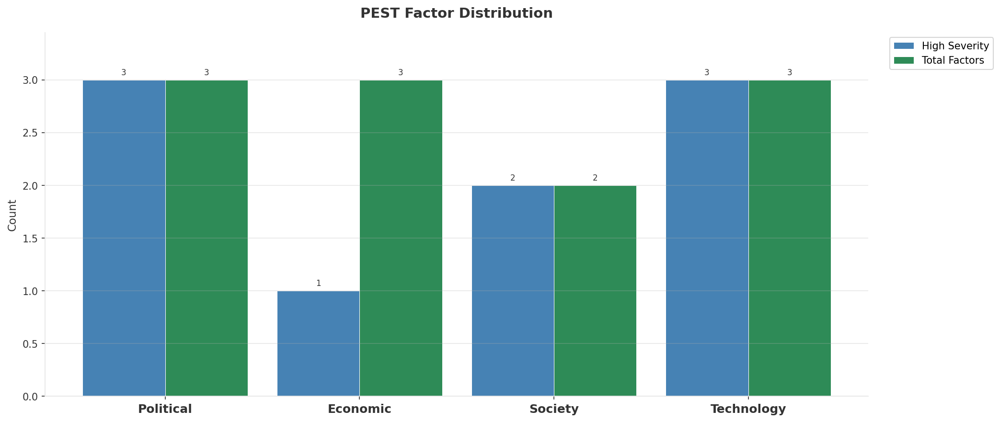 PEST Factor Distribution
High Severity
Total Factors
3 3 3 3 3
2 2
1
3.0
2.5
2.0
1.5
1.0
0.5
0.0
Count
Political Economic Society Technology